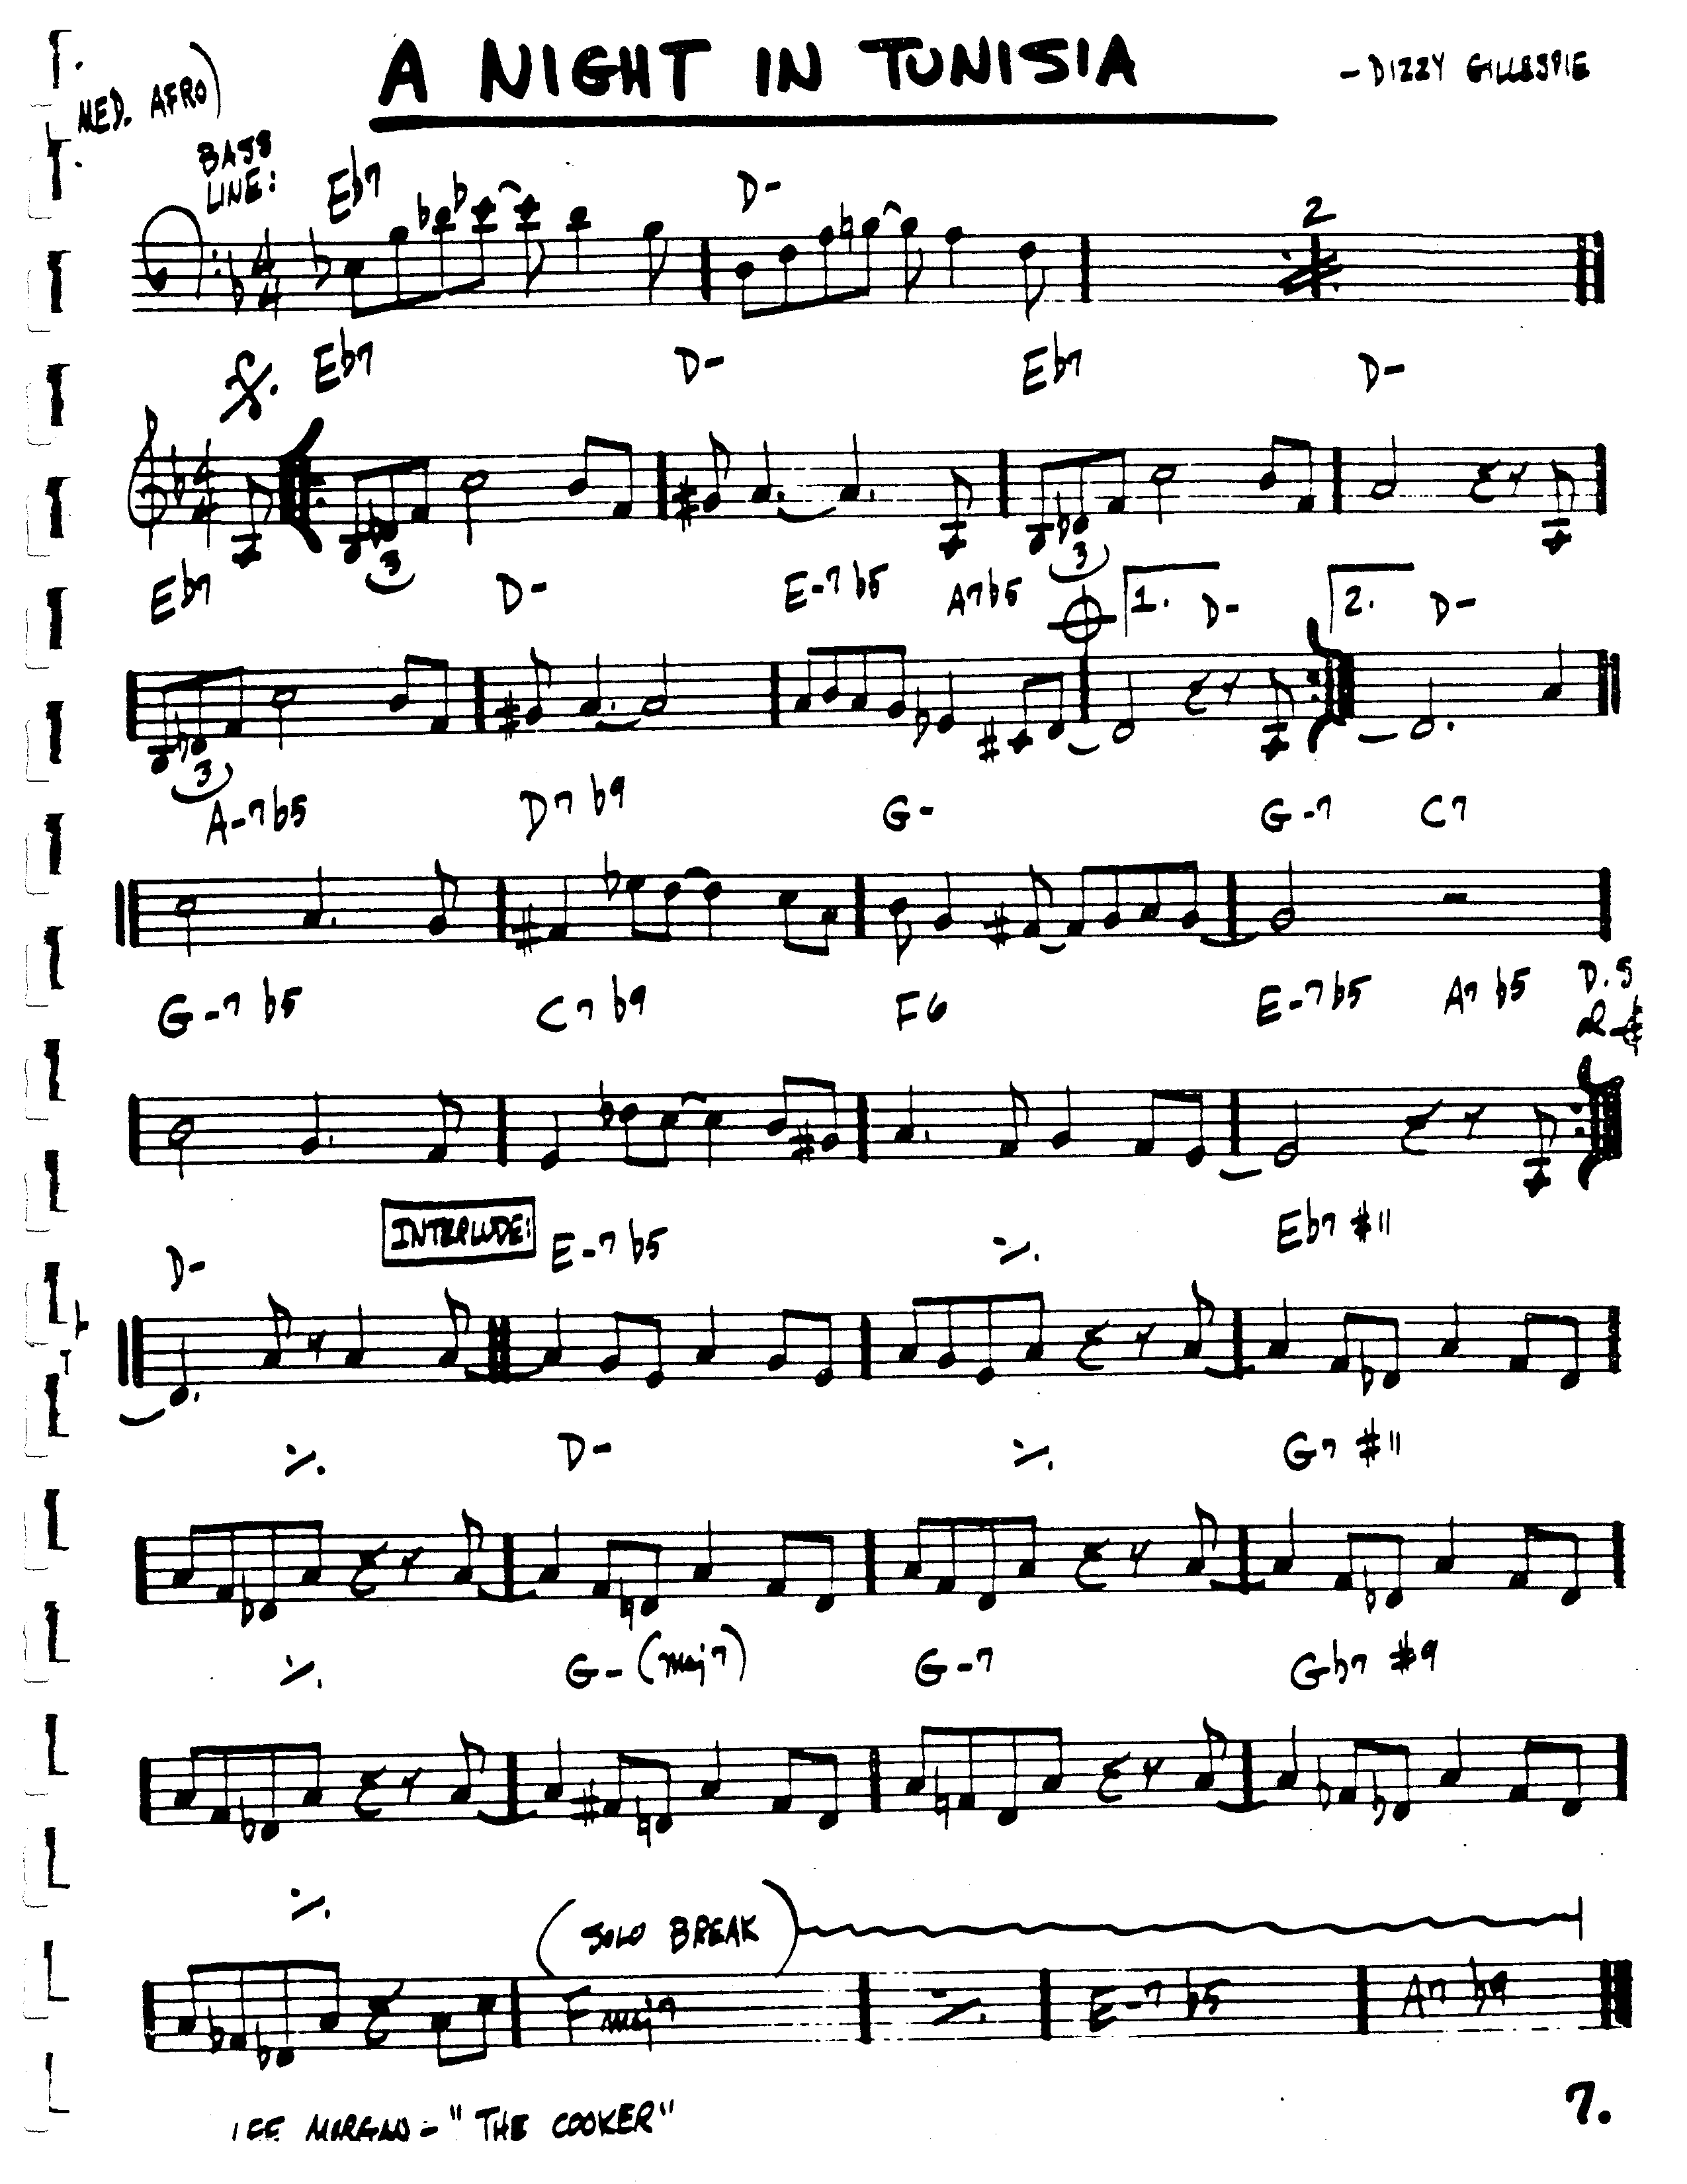 A NIGHT IN TUNISIA
- DIZZY GILLESPIE
MED. AFRO)
BASS LINE:
Eb7 D- 2
Eb7 D- Eb7 D-
3 3
Eb7 D- E-7b5 A7b5 1. D- 2. D-
3
A-7b5 D7b9 G- G-7 C7
G-7b5 C7b9 F6 E-7b5 A7b5 D.S.
D- INTERLUDE: E-7b5 Eb7#11
D- G7#11
G-(maj7) G-7 Gb7#9
(SOLO BREAK)
Fmaj7 E-7b5 A7b9
LEE MORGAN - "THE COOKER"
7.